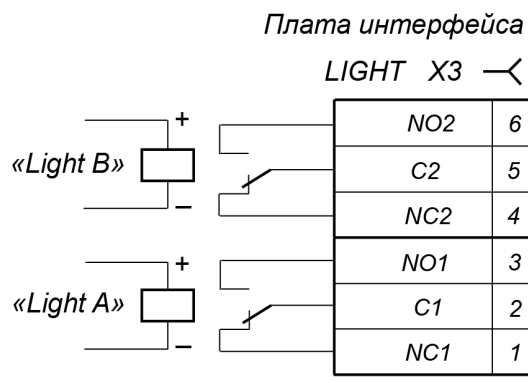 Плата интерфейса
LIGHT X3
+
«Light B»
–
NO2 6
C2 5
NC2 4
+
«Light A»
–
NO1 3
C1 2
NC1 1